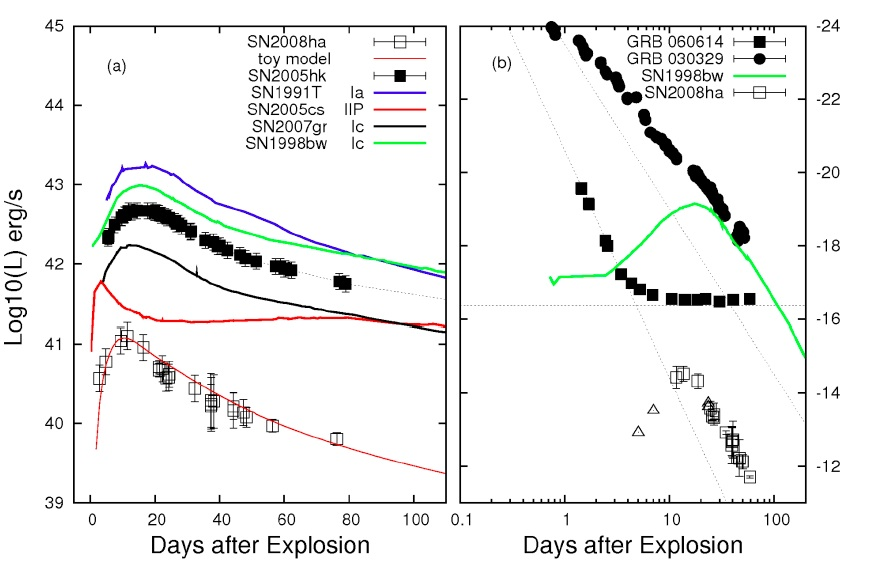 45
44
43
42
41
40
39
Log10(L) erg/s
(a)
SN2008ha
toy model
SN2005hk
SN1991T Ia
SN2005cs IIP
SN2007gr Ic
SN1998bw Ic
0 20 40 60 80 100
Days after Explosion
(b)
GRB 060614
GRB 030329
SN1998bw
SN2008ha
-24
-22
-20
-18
-16
-14
-12
0.1 1 10 100
Days after Explosion